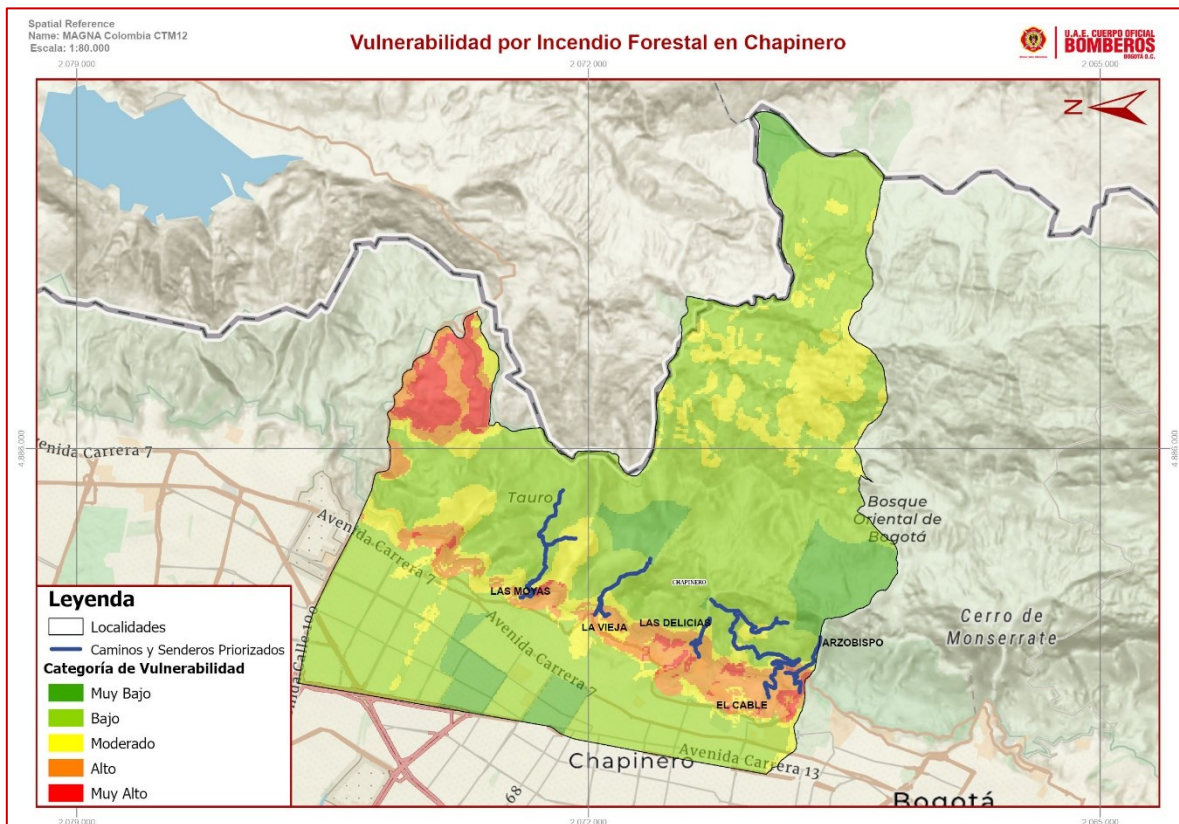 Spatial Reference
Name: MAGNA Colombia CTM12
Escala: 1:80.000
Vulnerabilidad por Incendio Forestal en Chapinero
U.A.E. CUERPO OFICIAL
BOMBEROS
BOGOTÁ D.C.
2.079.000
2.072.000
2.065.000
N
4.886.000
4.886.000
enida Carrera 7
Tauro
Bosque
Oriental de
Bogotá
Avenida Carrera 7
CHAPINERO
LAS MOYAS
LA VIEJA
LAS DELICIAS
ARZOBISPO
Cerro de
Monserrate
Avenida Carrera 7
nida Calle 100
EL CABLE
Avenida Carrera 13
Chapinero
68
Bogotá
Leyenda
Localidades
Caminos y Senderos Priorizados
Categoría de Vulnerabilidad
Muy Bajo
Bajo
Moderado
Alto
Muy Alto
2.079.000
2.072.000
2.065.000